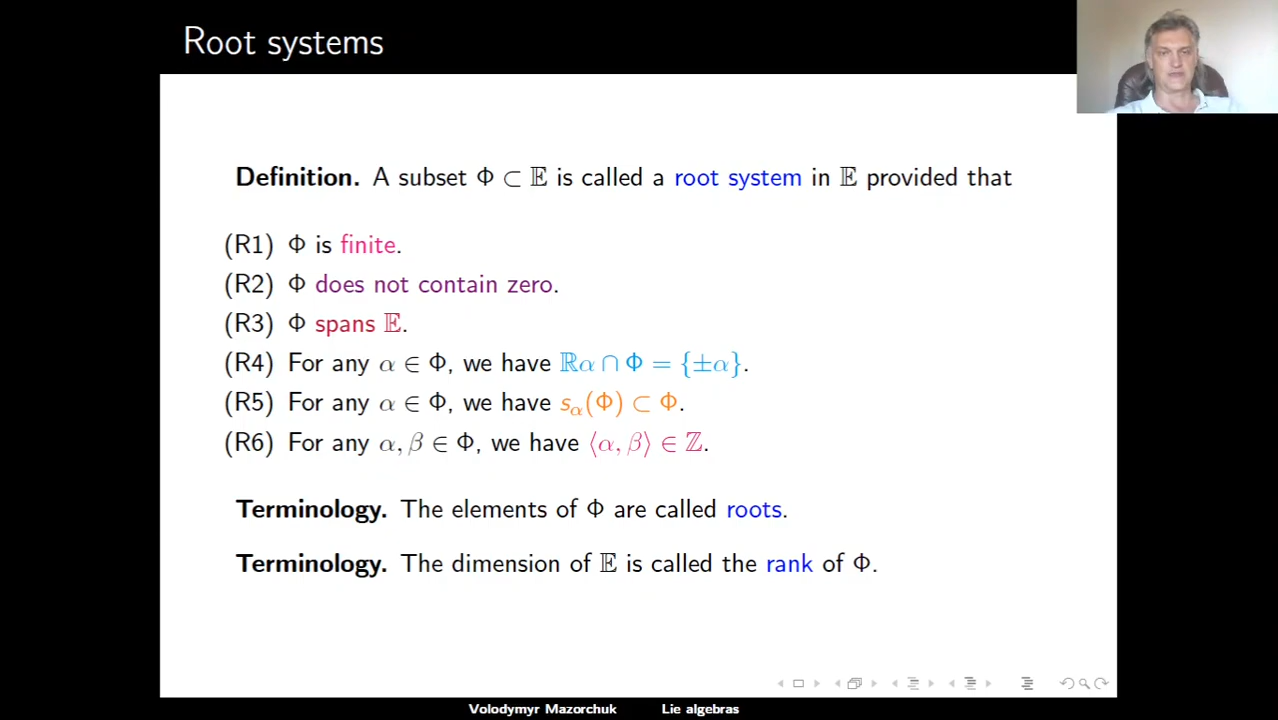 Root systems
Definition. A subset Φ ⊂ 𝔼 is called a root system in 𝔼 provided that
(R1) Φ is finite.
(R2) Φ does not contain zero.
(R3) Φ spans 𝔼.
(R4) For any α ∈ Φ, we have ℝα ∩ Φ = {±α}.
(R5) For any α ∈ Φ, we have sα(Φ) ⊂ Φ.
(R6) For any α, β ∈ Φ, we have ⟨α, β⟩ ∈ ℤ.
Terminology. The elements of Φ are called roots.
Terminology. The dimension of 𝔼 is called the rank of Φ.
Volodymyr Mazorchuk Lie algebras